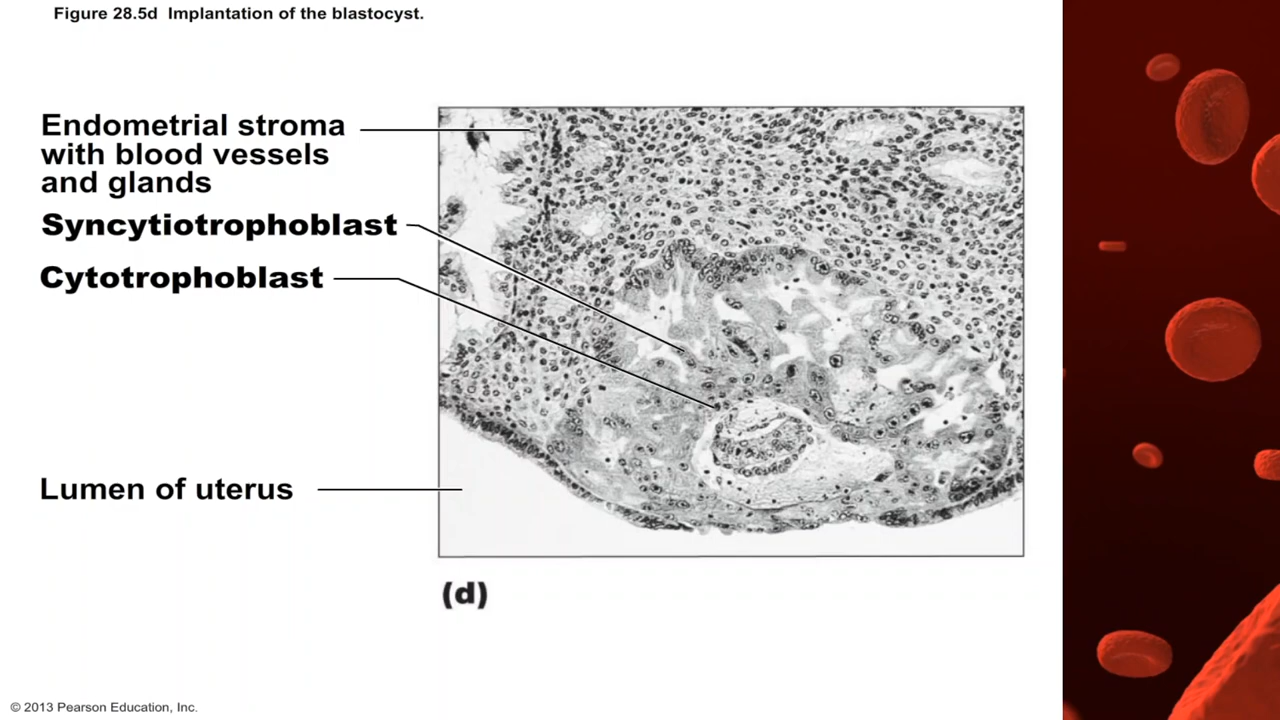 Figure 28.5d Implantation of the blastocyst.
Endometrial stroma
with blood vessels
and glands
Syncytiotrophoblast
Cytotrophoblast
Lumen of uterus
(d)
© 2013 Pearson Education, Inc.